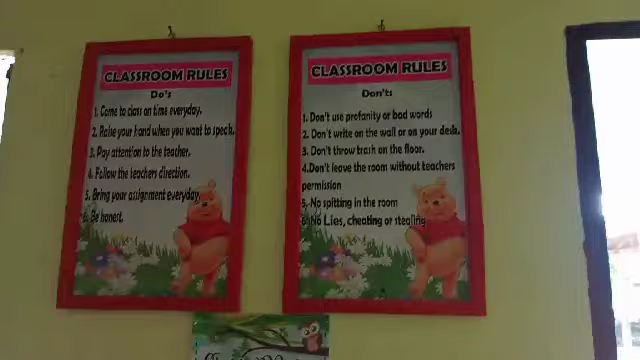 CLASSROOM RULES
Do's
1. Come to class on time everyday.
2. Raise your hand when you want to speak.
3. Pay attention to the teacher.
4. Follow the teachers direction.
5. Bring your assignment everyday
6. Be honest.
CLASSROOM RULES
Don'ts
1. Don't use profanity or bad words
2. Don't write on the wall or on your desk.
3. Don't throw trash on the floor.
4.Don't leave the room without teachers
permission
5. No spitting in the room
6. No Lies, cheating or stealing